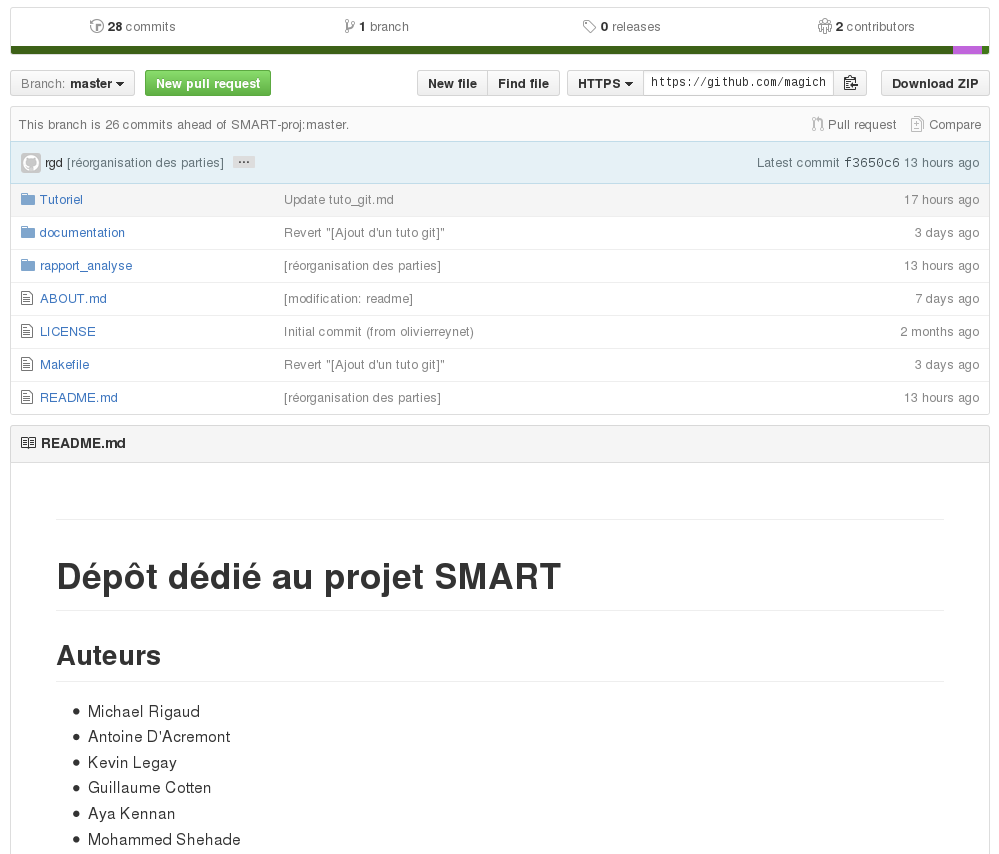 28 commits 1 branch 0 releases 2 contributors
Branch: master New pull request New file Find file HTTPS https://github.com/magich Download ZIP
This branch is 26 commits ahead of SMART-proj:master. Pull request Compare
rgd [réorganisation des parties] ... Latest commit f3650c6 13 hours ago
Tutoriel Update tuto_git.md 17 hours ago
documentation Revert "[Ajout d'un tuto git]" 3 days ago
rapport_analyse [réorganisation des parties] 13 hours ago
ABOUT.md [modification: readme] 7 days ago
LICENSE Initial commit (from olivierreynet) 2 months ago
Makefile Revert "[Ajout d'un tuto git]" 3 days ago
README.md [réorganisation des parties] 13 hours ago
README.md
Dépôt dédié au projet SMART
Auteurs
• Michael Rigaud
• Antoine D'Acremont
• Kevin Legay
• Guillaume Cotten
• Aya Kennan
• Mohammed Shehade